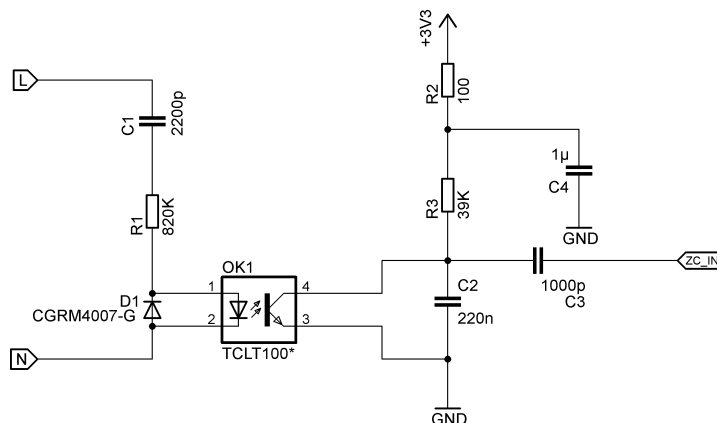 +3V3
L
R2
100
C1
2200p
1µ
C4
R1
820K
R3
39K
GND
OK1
ZC_IN
1
4
C2
1000p
C3
D1
CGRM4007-G
220n
2
3
TCLT100*
N
GND